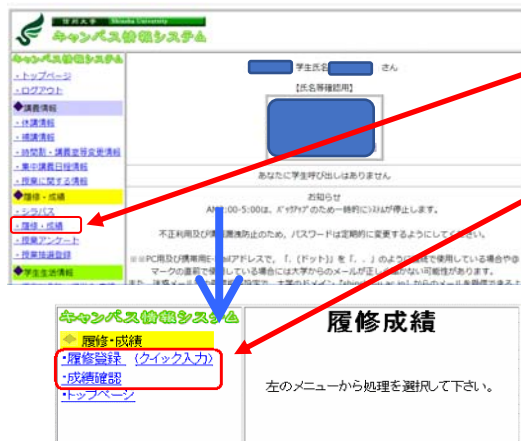 信州大学 Shinshu University
キャンパス情報システム
キャンパス情報システム
・トップページ
・ログアウト
◆講義情報
・休講情報
・補講情報
・時間割・講義室等変更情報
・集中講義日程情報
・授業に関する情報
◆履修・成績
・シラバス
・履修・成績
・授業アンケート
・授業抽選登録
◆学生生活情報
学生氏名 さん
【氏名等確認用】
あなたに学生呼び出しはありません
お知らせ
00-5:00は、バックアップのため一時的にシステムが停止します。
不正利用及び 漏洩防止のため、パスワードは定期的に変更するようにしてください。
※PC用及び携帯用E-mailアドレスで、「.（ドット）」を「．．」のように 続で使用している場合や@
マークの直前で使用している場合には大学からのメールが正し かない可能性があります。
キャンパス情報システム
履修・成績
・履修登録 (クイック入力)
・成績確認
・トップページ
履修成績
左のメニューから処理を選択して下さい。